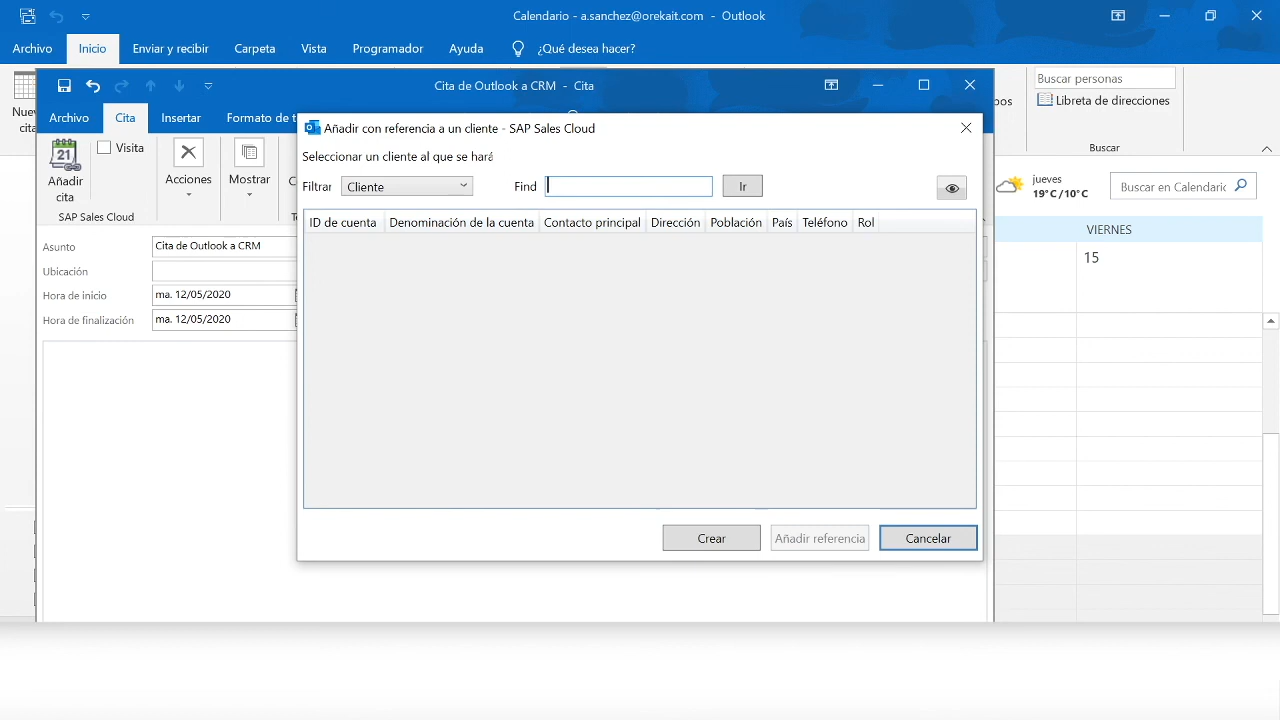 Calendario - a.sanchez@orekait.com - Outlook
Archivo Inicio Enviar y recibir Carpeta Vista Programador Ayuda ¿Qué desea hacer?
Cita de Outlook a CRM - Cita
Buscar personas
Libreta de direcciones
Buscar
Archivo Cita Insertar Formato de t
Añadir con referencia a un cliente - SAP Sales Cloud
Visita
Añadir cita
Acciones
Mostrar
SAP Sales Cloud
Seleccionar un cliente al que se hará
Filtrar Cliente Find Ir
jueves
19°C/10°C
Buscar en Calendario
ID de cuenta Denominación de la cuenta Contacto principal Dirección Población País Teléfono Rol
VIERNES
15
Asunto Cita de Outlook a CRM
Ubicación
Hora de inicio ma. 12/05/2020
Hora de finalización ma. 12/05/2020
Crear Añadir referencia Cancelar
21